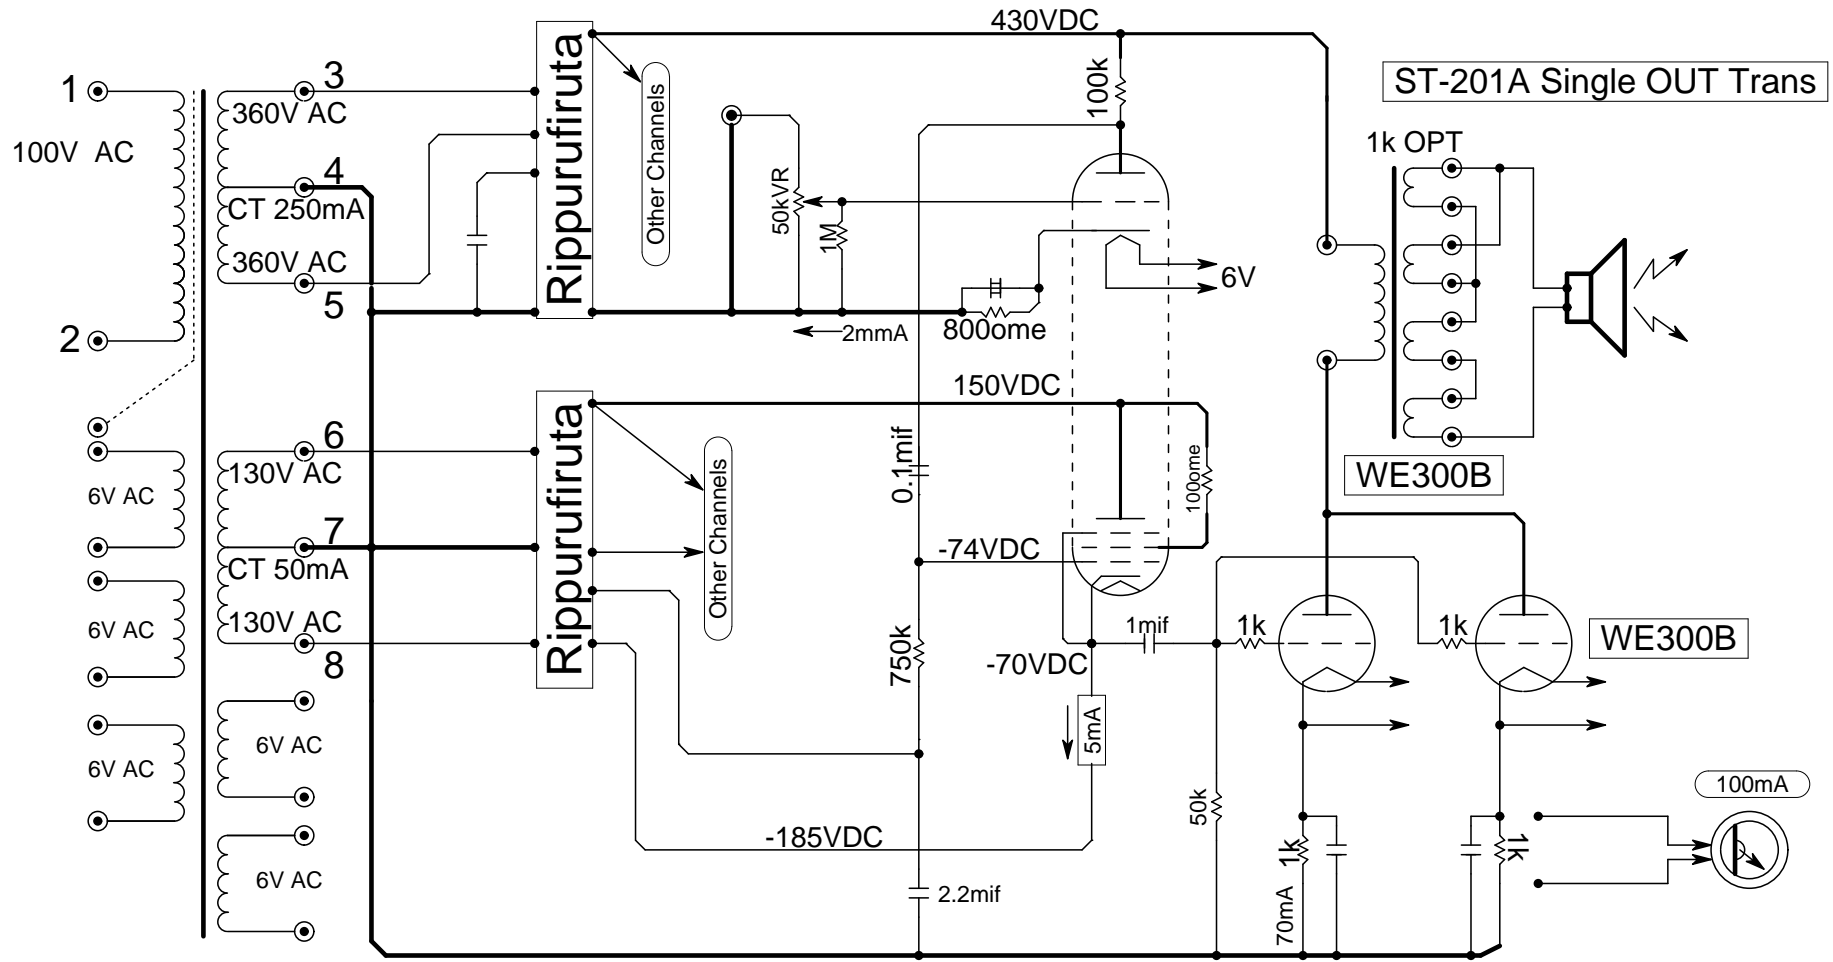 430VDC
ST-201A Single OUT Trans
1
3
360V AC
100V AC
4
CT 250mA
360V AC
5
2
Rippurufiruta
Other Channels
50kVR
1M
100k
1k OPT
6V
2mmA
800ome
150VDC
6
130V AC
6V AC
7
CT 50mA
6V AC
130V AC
8
Rippurufiruta
Other Channels
0.1mif
100ome
WE300B
-74VDC
750k
1mif
1k
1k
WE300B
-70VDC
6V AC
6V AC
5mA
50k
100mA
-185VDC
1k
1k
6V AC
2.2mif
70mA